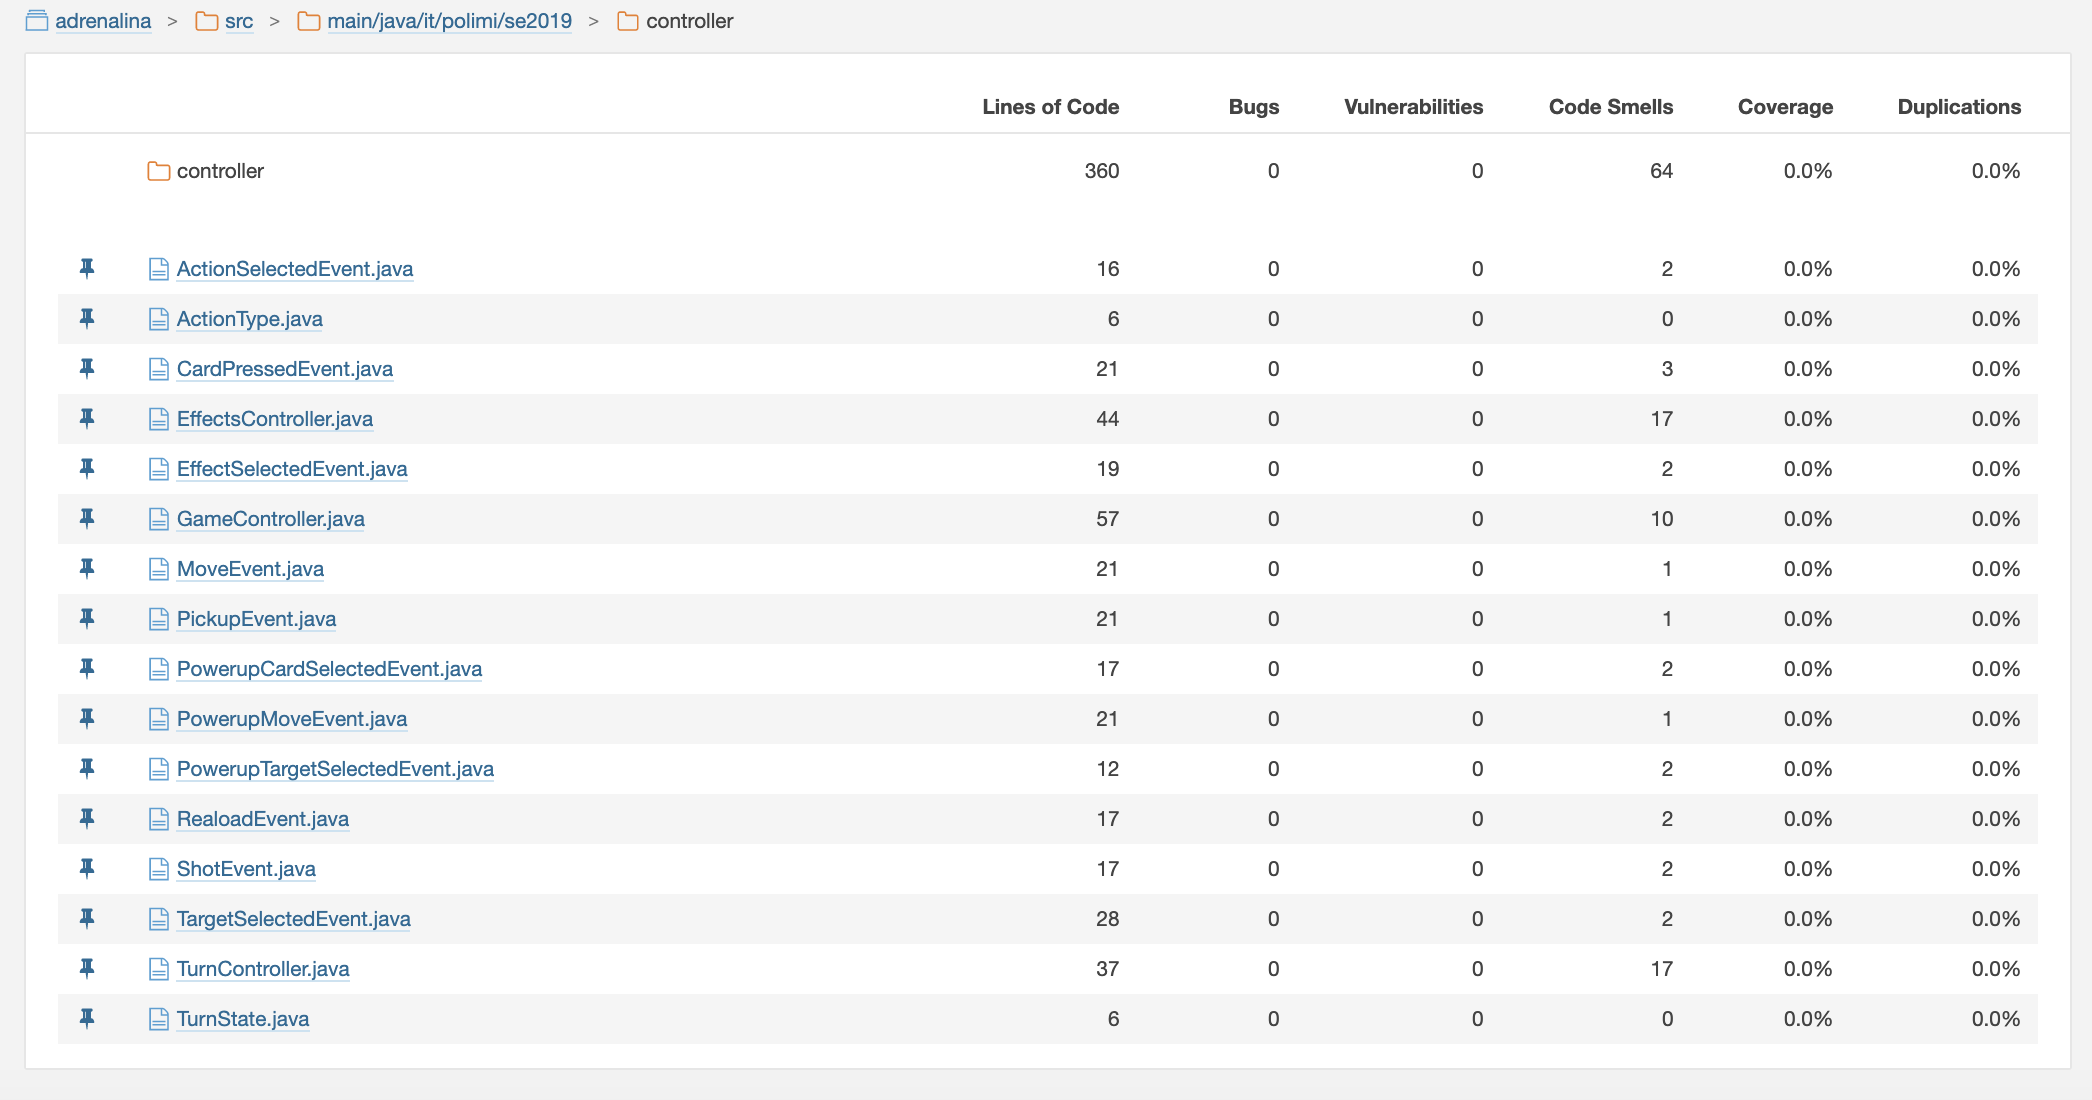 adrenalina > src > main/java/it/polimi/se2019 > controller
Lines of Code Bugs Vulnerabilities Code Smells Coverage Duplications
controller 360 0 0 64 0.0% 0.0%
ActionSelectedEvent.java 16 0 0 2 0.0% 0.0%
ActionType.java 6 0 0 0 0.0% 0.0%
CardPressedEvent.java 21 0 0 3 0.0% 0.0%
EffectsController.java 44 0 0 17 0.0% 0.0%
EffectSelectedEvent.java 19 0 0 2 0.0% 0.0%
GameController.java 57 0 0 10 0.0% 0.0%
MoveEvent.java 21 0 0 1 0.0% 0.0%
PickupEvent.java 21 0 0 1 0.0% 0.0%
PowerupCardSelectedEvent.java 17 0 0 2 0.0% 0.0%
PowerupMoveEvent.java 21 0 0 1 0.0% 0.0%
PowerupTargetSelectedEvent.java 12 0 0 2 0.0% 0.0%
RealoadEvent.java 17 0 0 2 0.0% 0.0%
ShotEvent.java 17 0 0 2 0.0% 0.0%
TargetSelectedEvent.java 28 0 0 2 0.0% 0.0%
TurnController.java 37 0 0 17 0.0% 0.0%
TurnState.java 6 0 0 0 0.0% 0.0%